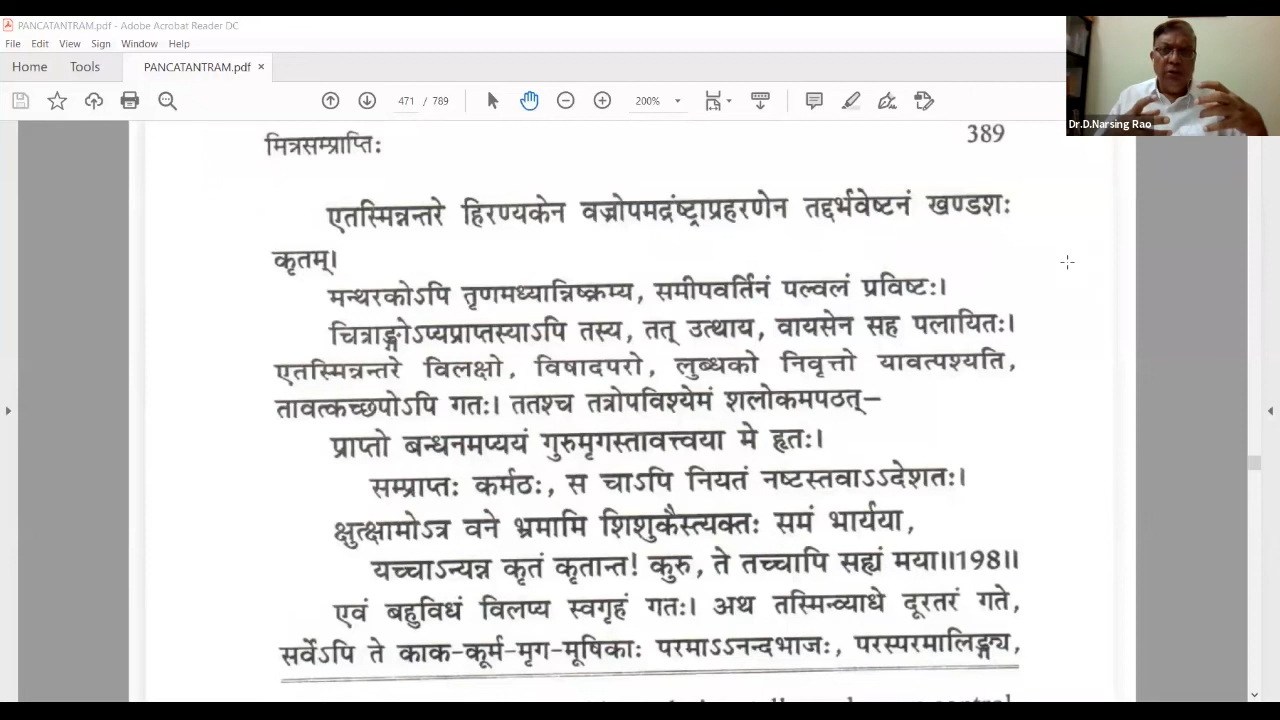 PANCATANTRAM.pdf - Adobe Acrobat Reader DC
File Edit View Sign Window Help
Home Tools PANCATANTRAM.pdf ×
471 / 789 200%
Dr.D.Narsing Rao
मित्रसम्प्राप्तिः 389
एतस्मिन्नन्तरे हिरण्यकेन वज्रोपमदंष्ट्राप्रहरणेन तद्दर्भवेष्टनं खण्डशः
कृतम्।
मन्थरकोऽपि तृणमध्यान्निष्क्रम्य, समीपवर्तिनं पल्वलं प्रविष्टः।
चित्राङ्गोऽप्यप्राप्तस्याऽपि तस्य, तत् उत्थाय, वायसेन सह पलायितः।
एतस्मिन्नन्तरे विलक्षो, विषादपरो, लुब्धको निवृत्तो यावत्पश्यति,
तावत्कच्छपोऽपि गतः। ततश्च तत्रोपविश्येमं शलोकमपठत्–
प्राप्तो बन्धनमप्ययं गुरुमृगस्तावत्त्वया मे हृतः।
सम्प्राप्तः कर्मठः, स चाऽपि नियतं नष्टस्तवाऽऽदेशतः।
क्षुत्क्षामोऽत्र वने भ्रमामि शिशुकैस्त्यक्तः समं भार्यया,
यच्चाऽन्यन्न कृतं कृतान्त! कुरु, ते तच्चापि सह्यं मया॥198॥
एवं बहुविधं विलप्य स्वगृहं गतः। अथ तस्मिन्व्याधे दूरतरं गते,
सर्वेऽपि ते काक-कूर्म-मृग-मूषिकाः परमाऽऽनन्दभाजः, परस्परमालिङ्ग्य,